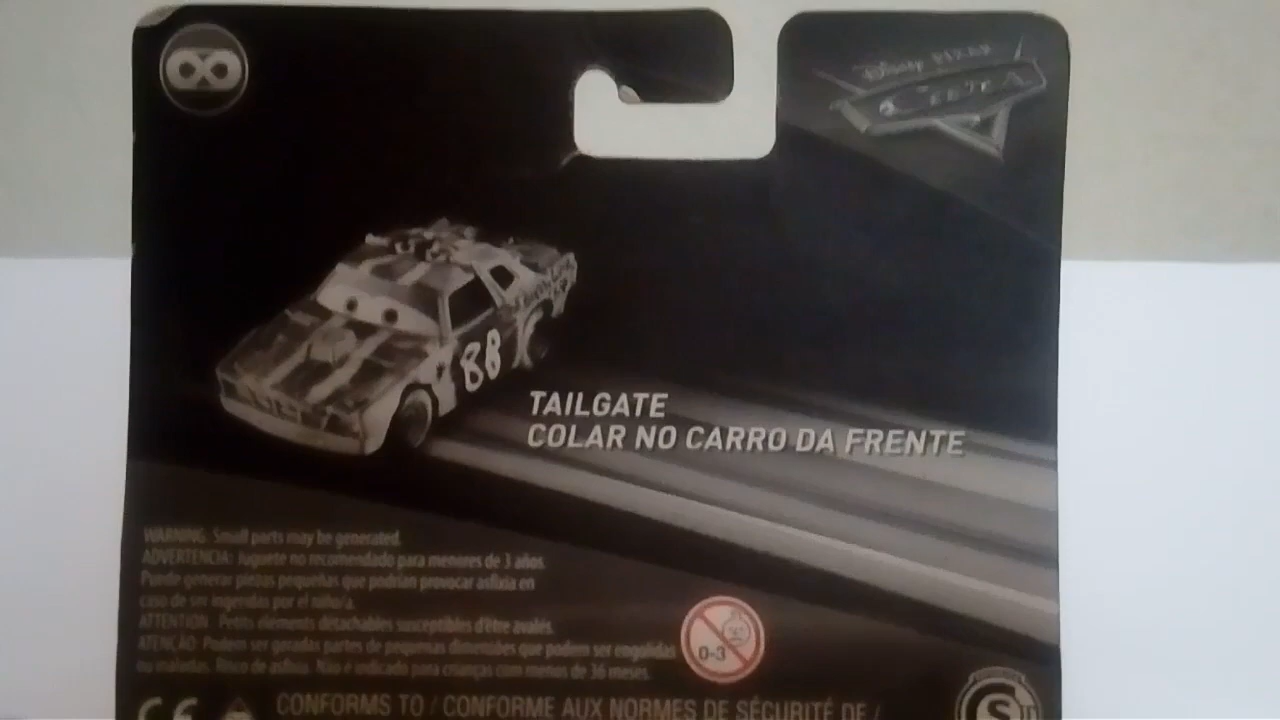 Disney PIXAR
88
TAILGATE
COLAR NO CARRO DA FRENTE
WARNING: Small parts may be generated.
ADVERTENCIA: Juguete no recomendado para menores de 3 años.
Puede generar piezas pequeñas que podrían provocar asfixia en
caso de ser ingeridas por el niño/a.
ATTENTION: Petits éléments détachables susceptibles d'être avalés.
ATENÇÃO: Podem ser geradas partes de pequenas dimensões que podem ser engolidas
ou inaladas. Risco de asfixia. Não é indicado para crianças com menos de 36 meses.
0-3
CE
CONFORMS TO / CONFORME AUX NORMES DE SÉCURITÉ DE /
S